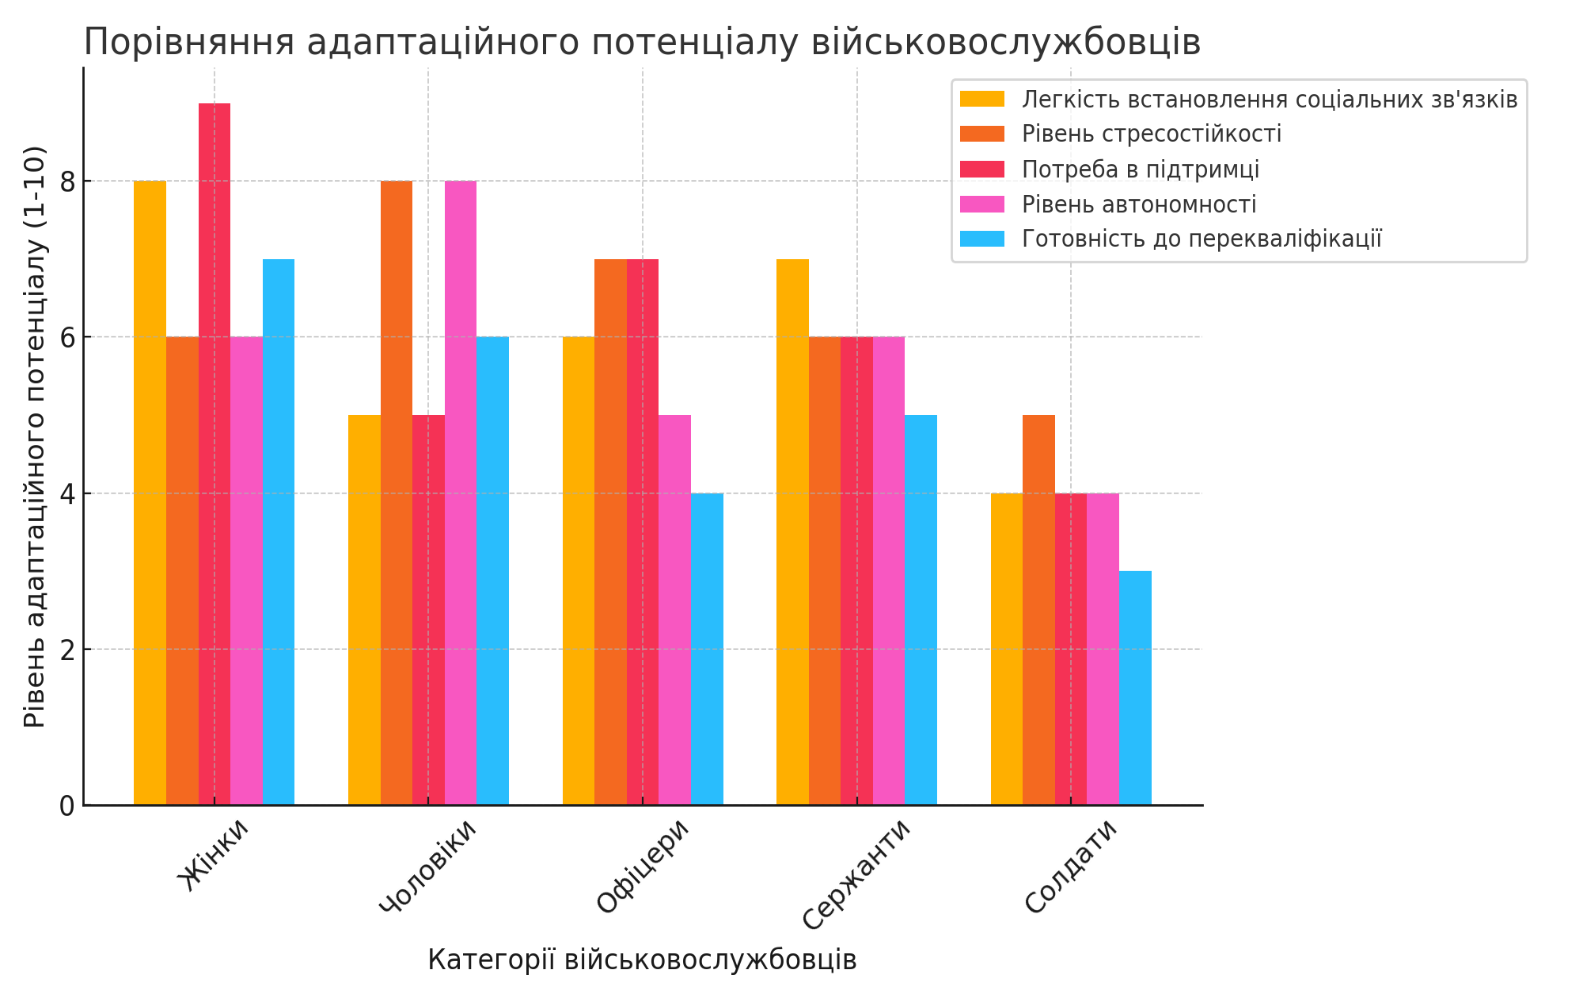 Порівняння адаптаційного потенціалу військовослужбовців
Легкість встановлення соціальних зв'язків
Рівень стресостійкості
Потреба в підтримці
Рівень автономності
Готовність до перекваліфікації
Рівень адаптаційного потенціалу (1-10)
8
6
4
2
0
Жінки
Чоловіки
Офіцери
Сержанти
Солдати
Категорії військовослужбовців